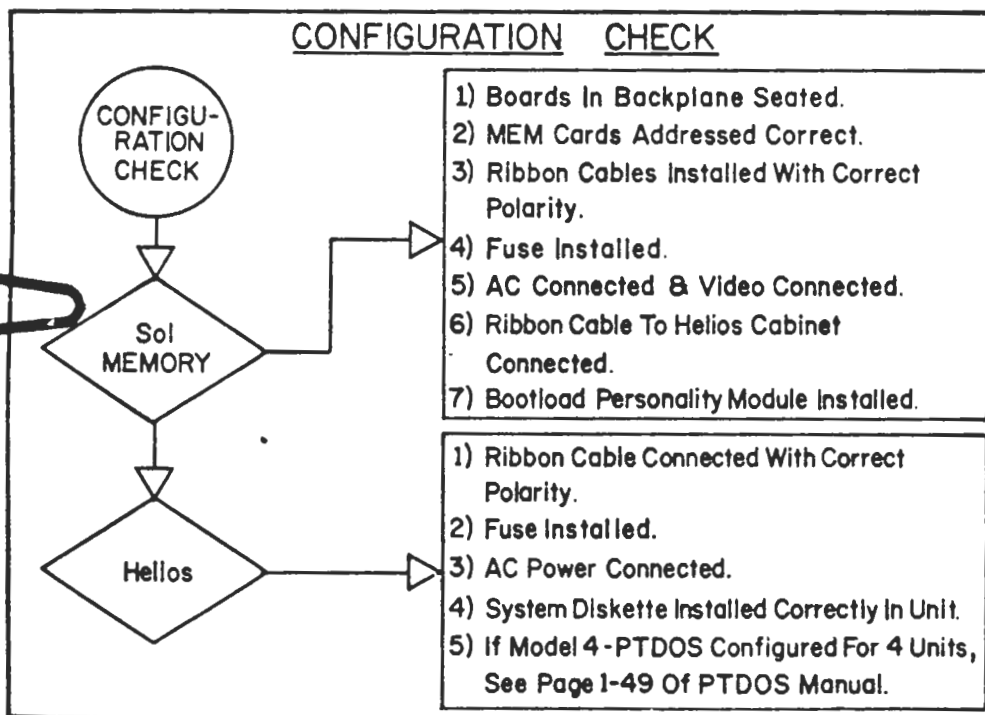 CONFIGURATION CHECK
CONFIGU-
RATION
CHECK
Sol
MEMORY
1) Boards In Backplane Seated.
2) MEM Cards Addressed Correct.
3) Ribbon Cables Installed With Correct
Polarity.
4) Fuse Installed.
5) AC Connected & Video Connected.
6) Ribbon Cable To Helios Cabinet
Connected.
7) Bootload Personality Module Installed.
Helios
1) Ribbon Cable Connected With Correct
Polarity.
2) Fuse Installed.
3) AC Power Connected.
4) System Diskette Installed Correctly In Unit.
5) If Model 4-PTDOS Configured For 4 Units,
See Page 1-49 Of PTDOS Manual.